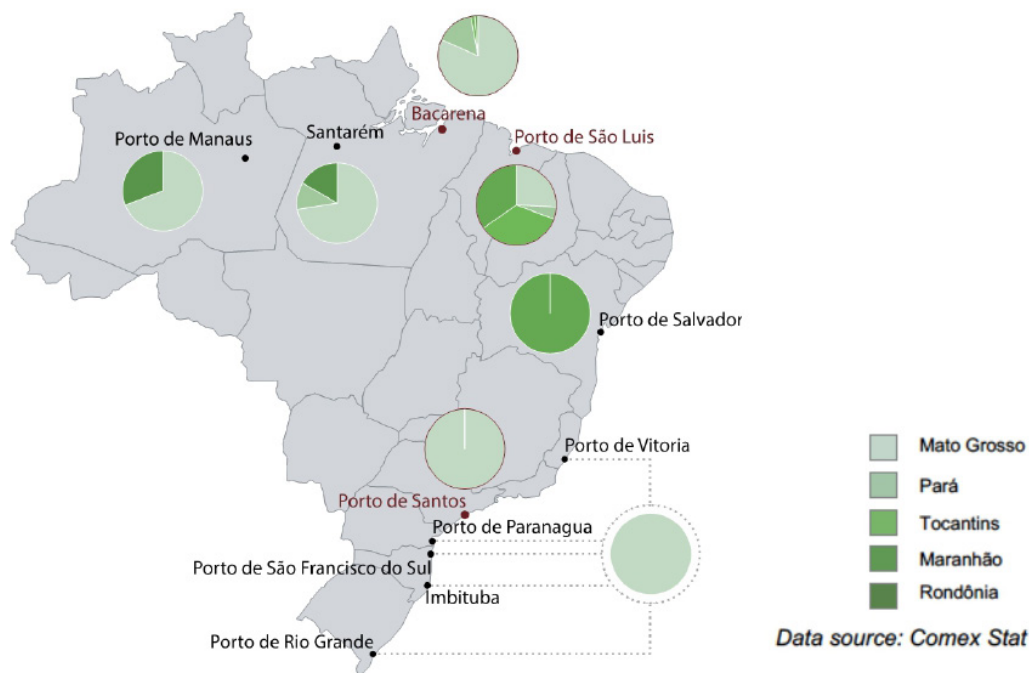 Bacarena
Porto de Manaus
Santarém
Porto de São Luis
Porto de Salvador
Porto de Vitoria
Porto de Santos
Porto de Paranagua
Porto de São Francisco do Sul
Imbituba
Porto de Rio Grande
Mato Grosso
Pará
Tocantins
Maranhão
Rondônia
Data source: Comex Stat